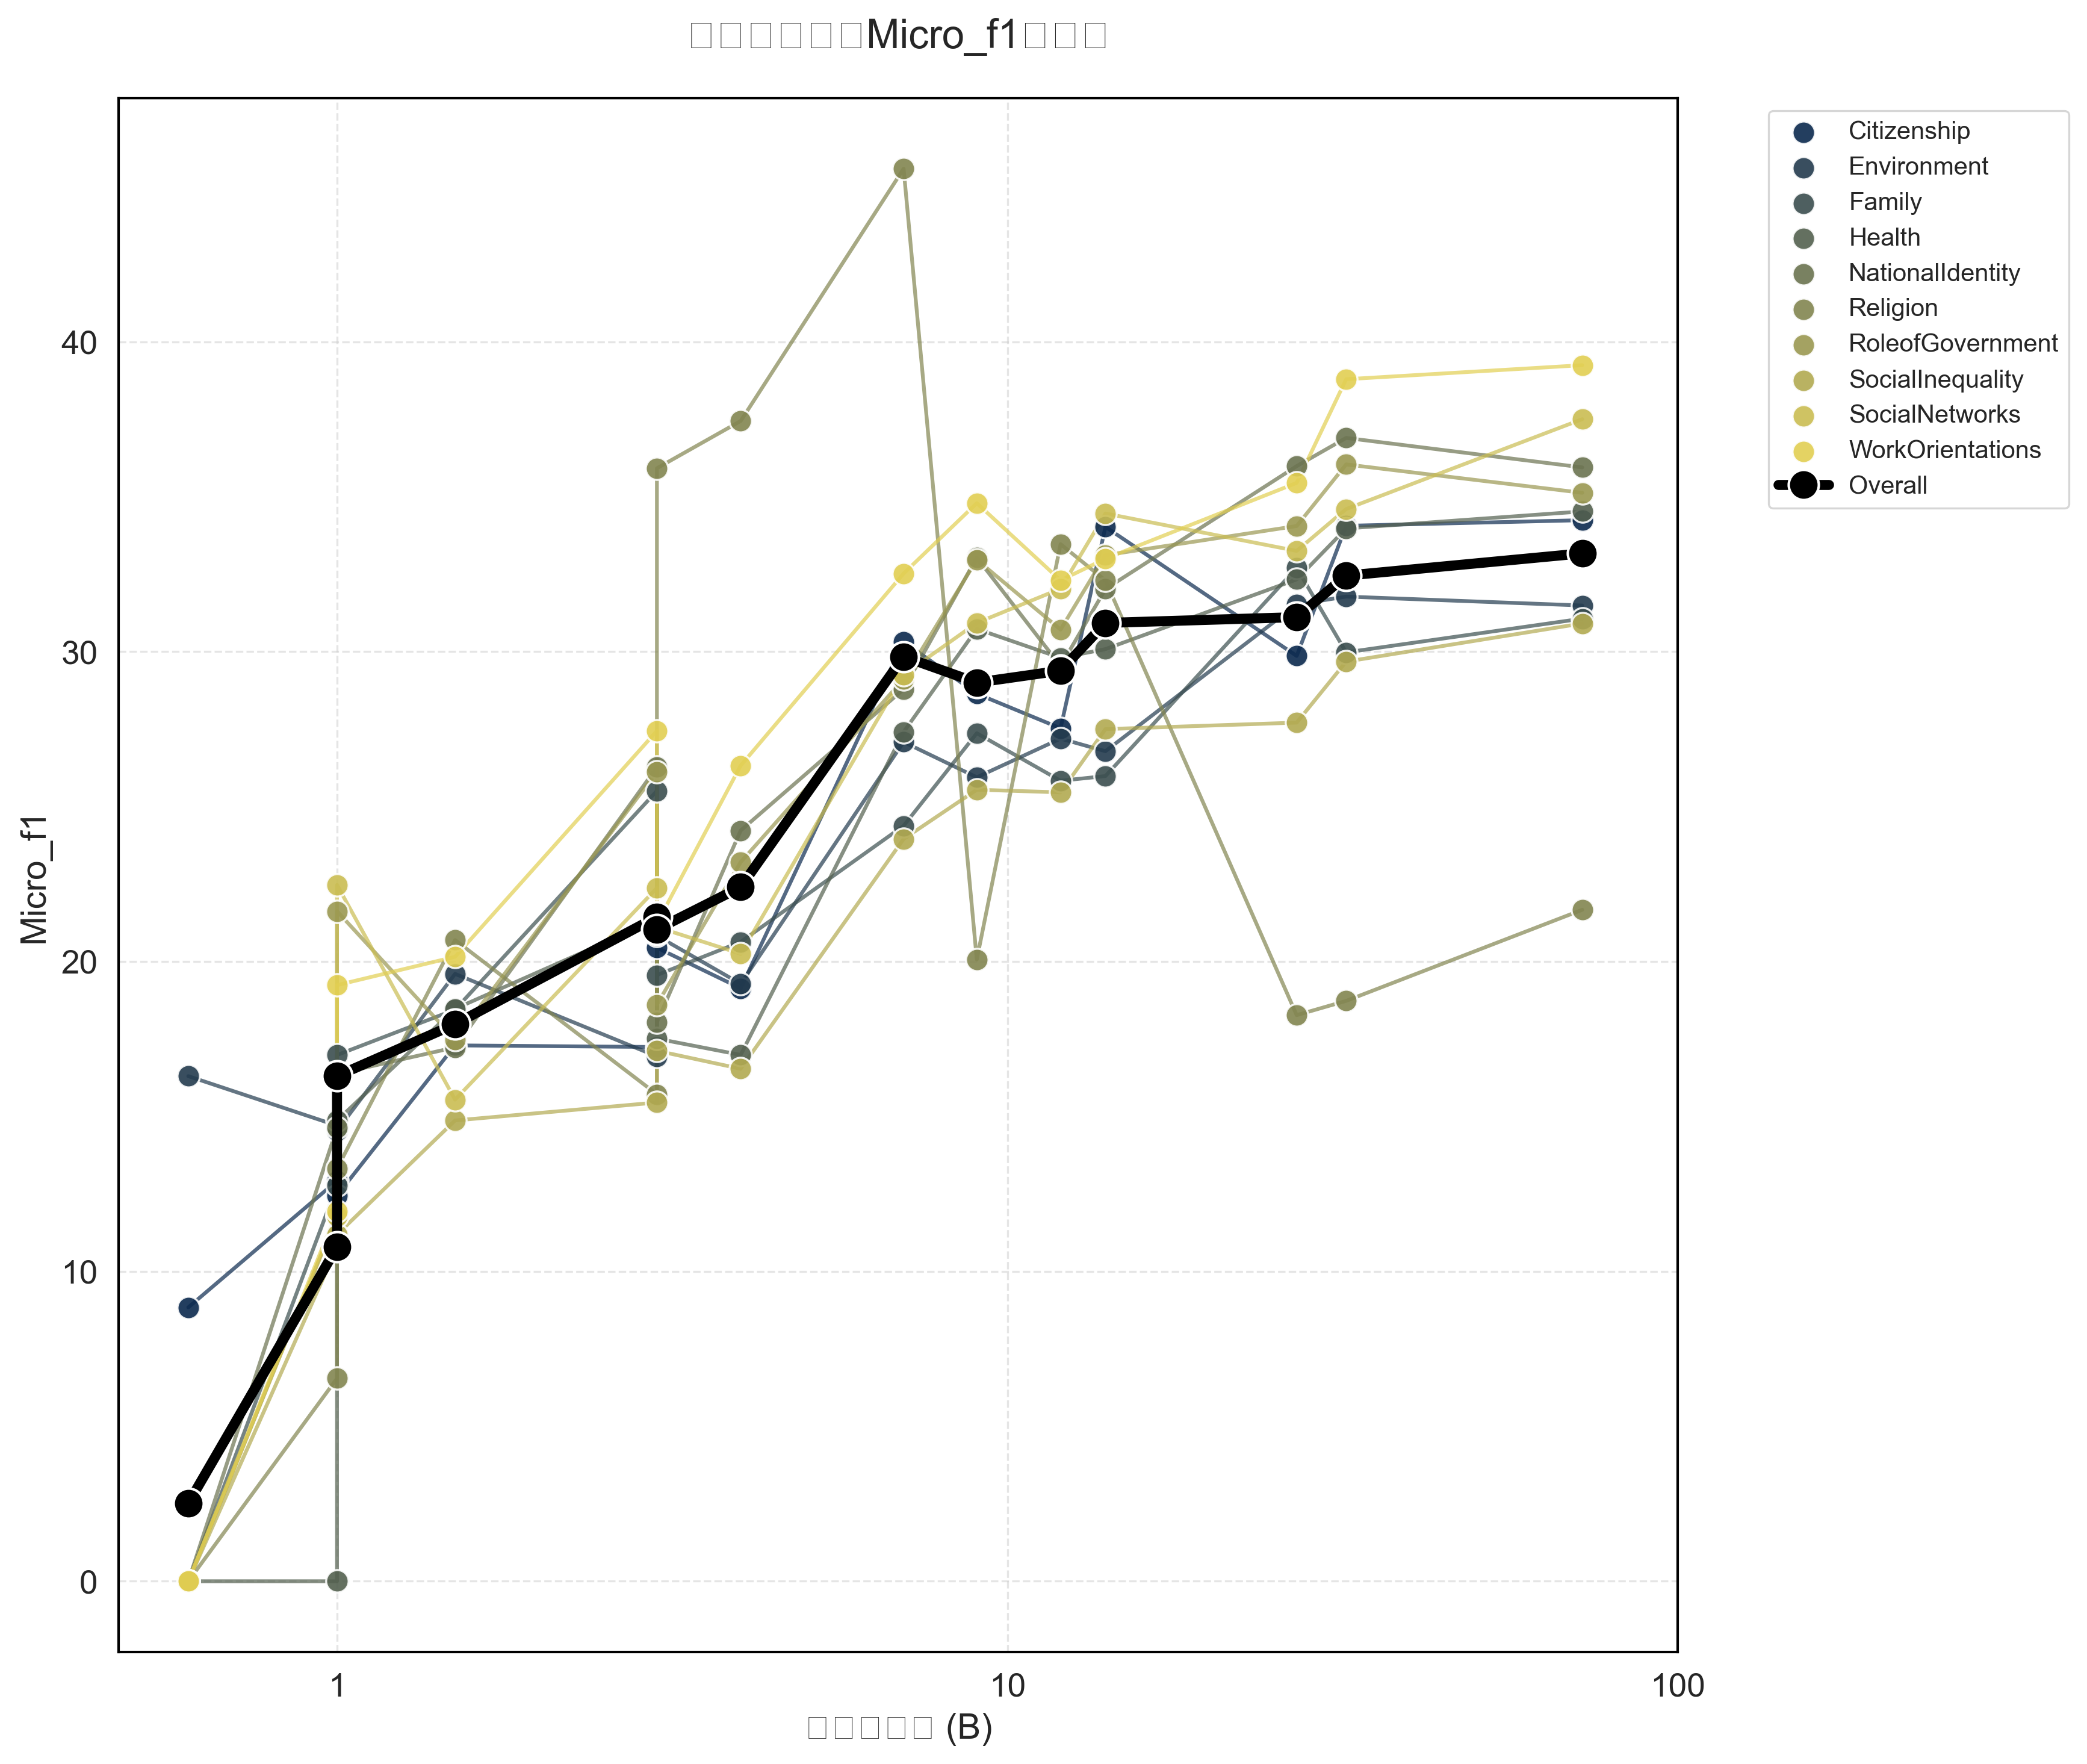 Micro_f1
Citizenship
Environment
Family
Health
NationalIdentity
Religion
RoleofGovernment
SocialInequality
SocialNetworks
WorkOrientations
Overall
Micro_f1
40
30
20
10
0
1
10
100
(B)